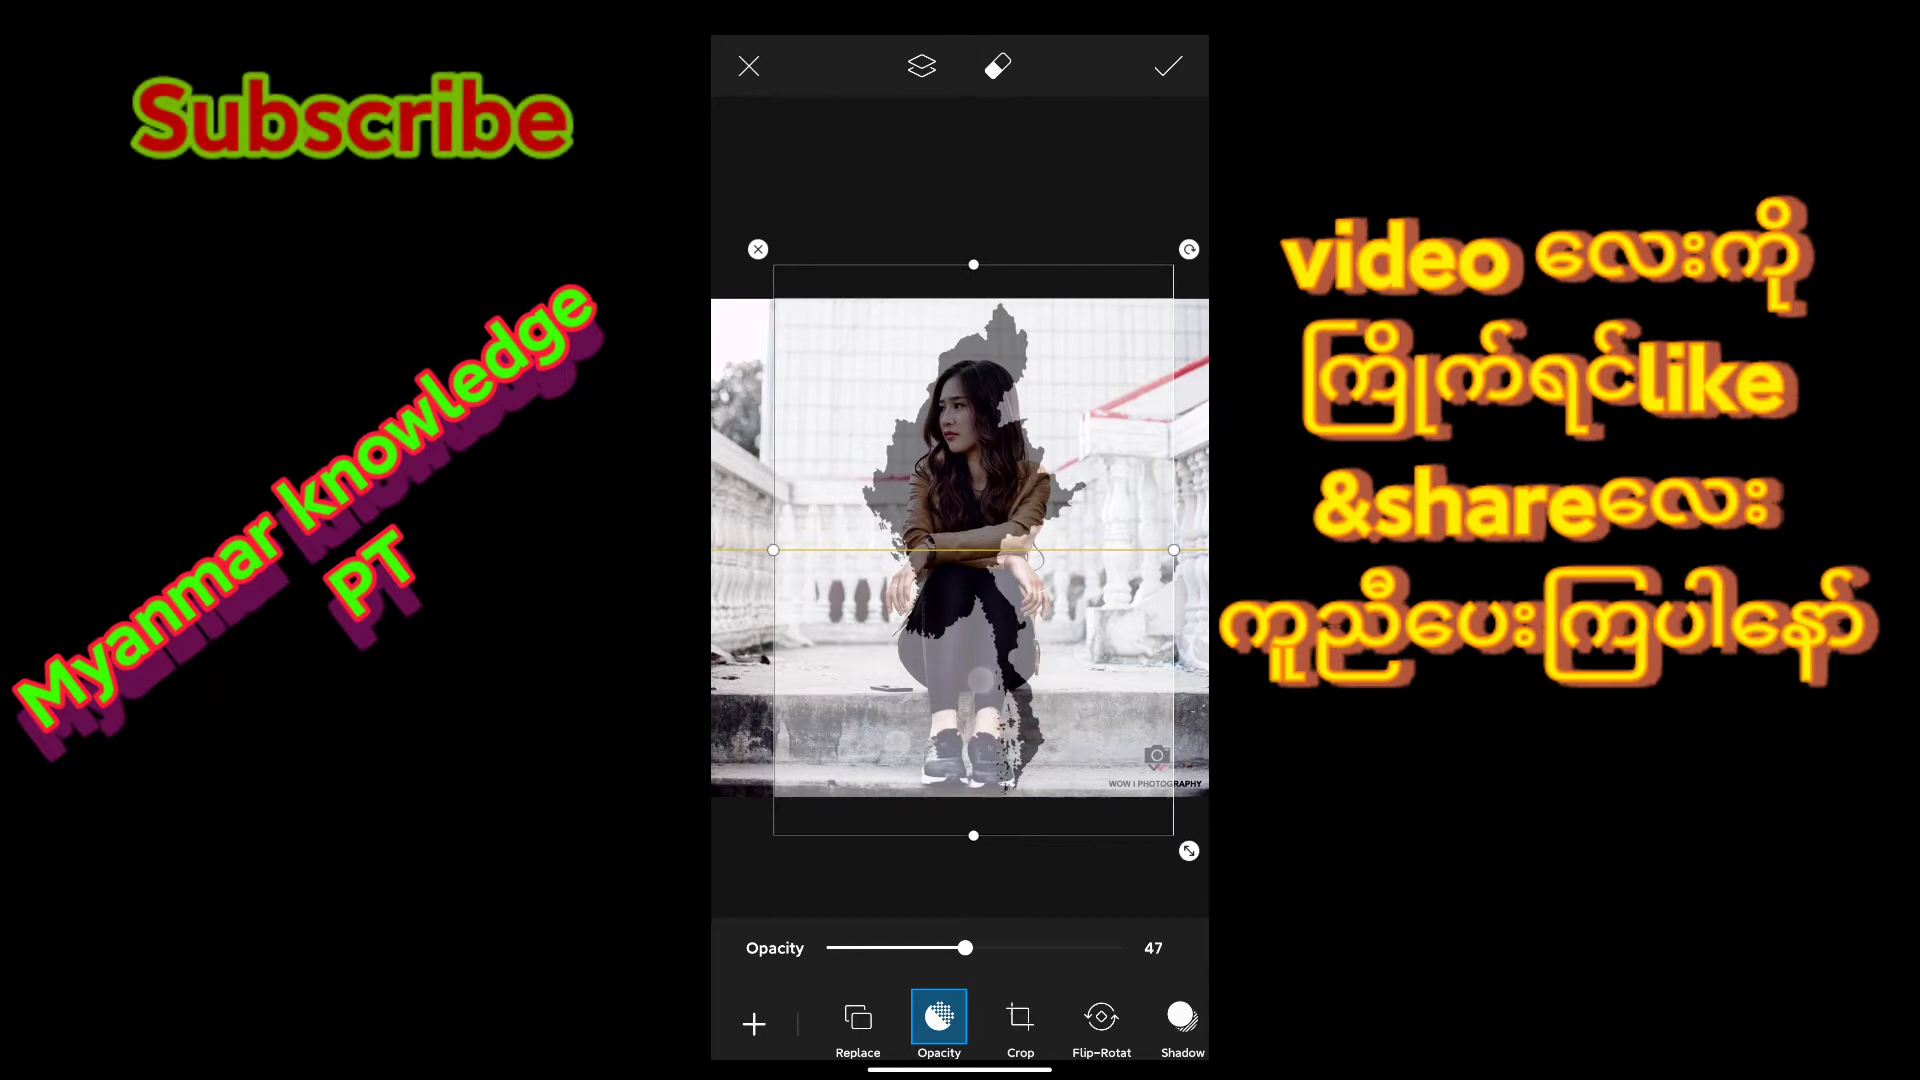 Subscribe
Myanmar knowledge
PT
video လေးကို
ကြိုက်ရင်like
&shareလေး
ကူညီပေးကြပါနော်
WOW I PHOTOGRAPHY
Opacity 47
Replace Opacity Crop Flip-Rotat Shadow